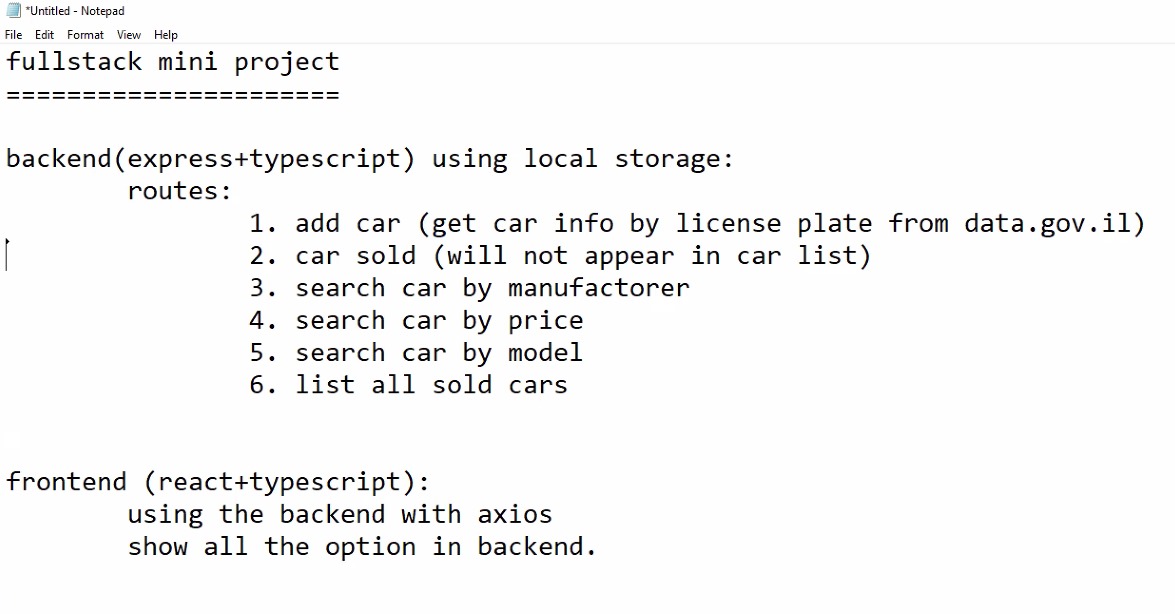 *Untitled - Notepad
File Edit Format View Help
fullstack mini project
======================
backend(express+typescript) using local storage:
routes:
1. add car (get car info by license plate from data.gov.il)
2. car sold (will not appear in car list)
3. search car by manufactorer
4. search car by price
5. search car by model
6. list all sold cars
frontend (react+typescript):
using the backend with axios
show all the option in backend.